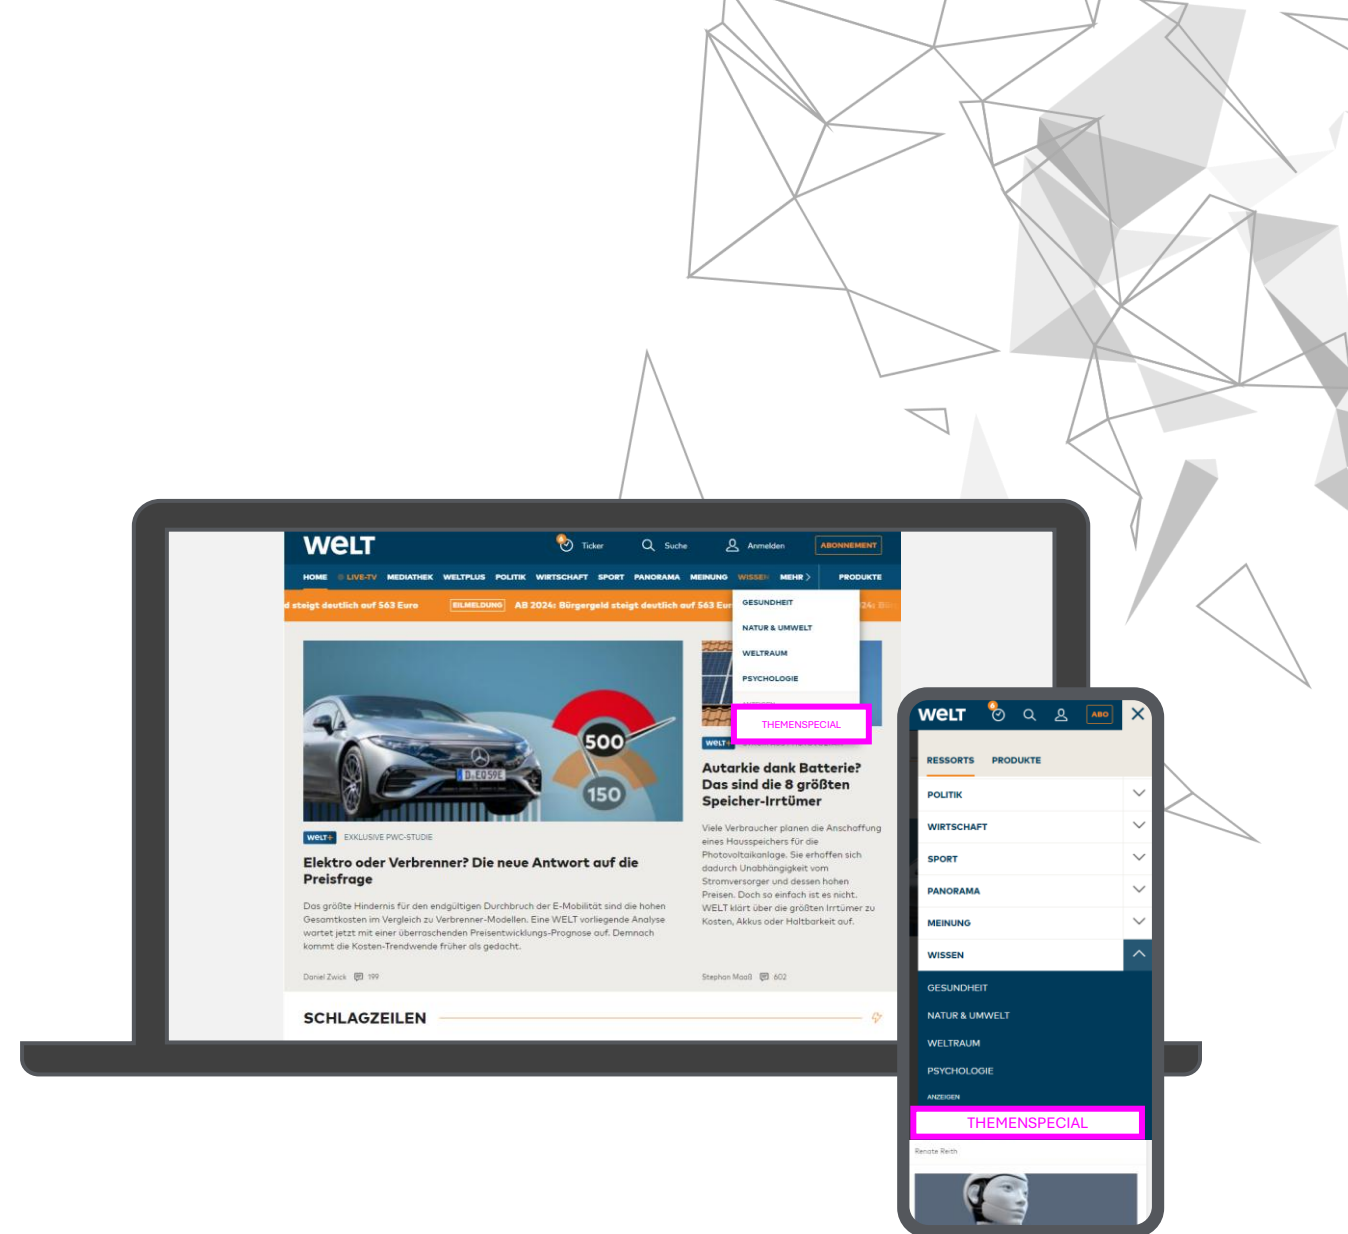 WELT
6
Ticker
Suche
Anmelden
ABONNEMENT
HOME LIVE-TV MEDIATHEK WELTPLUS POLITIK WIRTSCHAFT SPORT PANORAMA MEINUNG WISSEN MEHR PRODUKTE
d steigt deutlich auf 563 Euro EILMELDUNG AB 2024: Bürgergeld steigt deutlich auf 563 Eur
GESUNDHEIT
NATUR & UMWELT
WELTRAUM
PSYCHOLOGIE
THEMENSPECIAL
500
150
D·EQ 59E
WELT+ EXKLUSIVE PWC-STUDIE
Elektro oder Verbrenner? Die neue Antwort auf die
Preisfrage
Das größte Hindernis für den endgültigen Durchbruch der E-Mobilität sind die hohen
Gesamtkosten im Vergleich zu Verbrenner-Modellen. Eine WELT vorliegende Analyse
wartet jetzt mit einer überraschenden Preisentwicklungs-Prognose auf. Demnach
kommt die Kosten-Trendwende früher als gedacht.
Daniel Zwick 199
WELT+
Autarkie dank Batterie?
Das sind die 8 größten
Speicher-Irrtümer
Viele Verbraucher planen die Anschaffung
eines Hausspeichers für die
Photovoltaikanlage. Sie erhoffen sich
dadurch Unabhängigkeit vom
Stromversorger und dessen hohen
Preisen. Doch so einfach ist es nicht.
WELT klärt über die größten Irrtümer zu
Kosten, Akkus oder Haltbarkeit auf.
Stephan Maaß 602
SCHLAGZEILEN
WELT
6
ABO
RESSORTS PRODUKTE
POLITIK
WIRTSCHAFT
SPORT
PANORAMA
MEINUNG
WISSEN
GESUNDHEIT
NATUR & UMWELT
WELTRAUM
PSYCHOLOGIE
ANZEIGEN
THEMENSPECIAL
Renate Reith